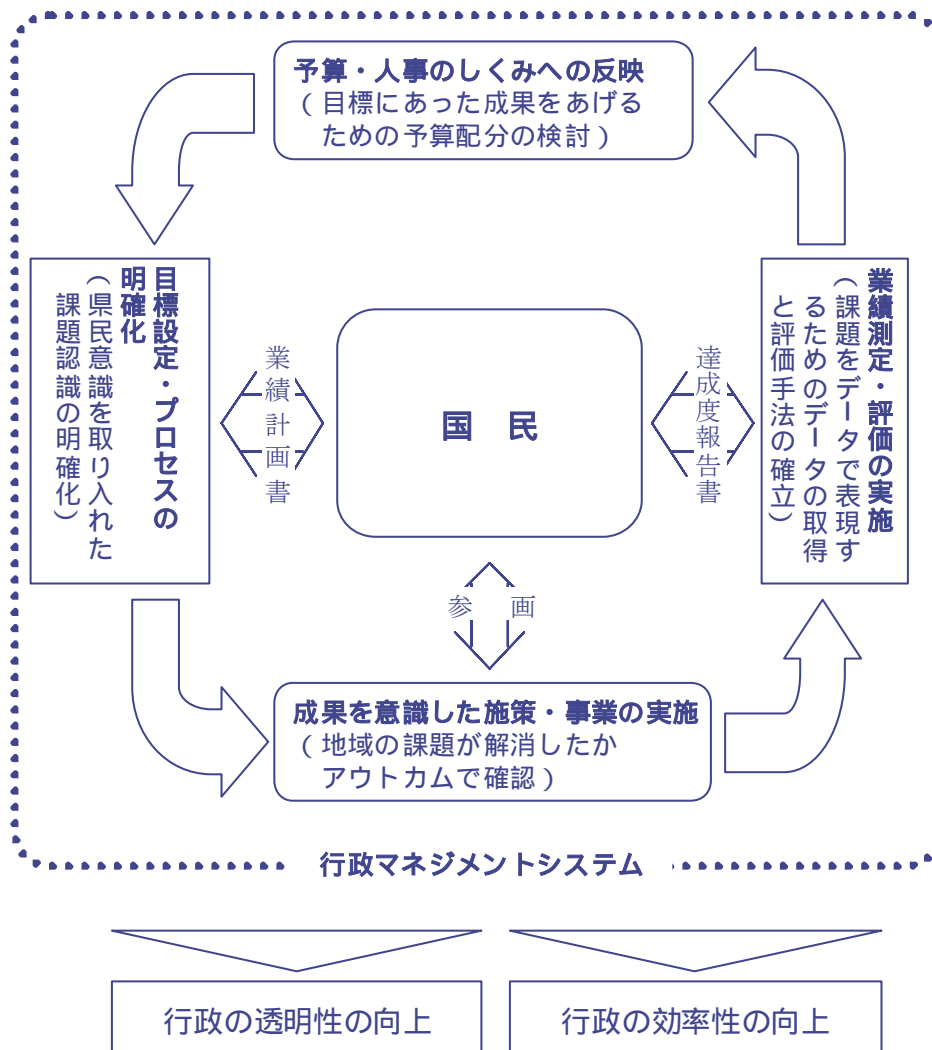 予算・人事のしくみへの反映
（目標にあった成果をあげる
ための予算配分の検討）
目標設定・プロセスの
明確化
（県民意識を取り入れた
課題認識の明確化）
業績計画書
国　民
達成度報告書
業績測定・評価の実施
（課題をデータで表現す
るためのデータの取得
と評価手法の確立）
参　画
成果を意識した施策・事業の実施
（地域の課題が解消したか
アウトカムで確認）
行政マネジメントシステム
行政の透明性の向上
行政の効率性の向上